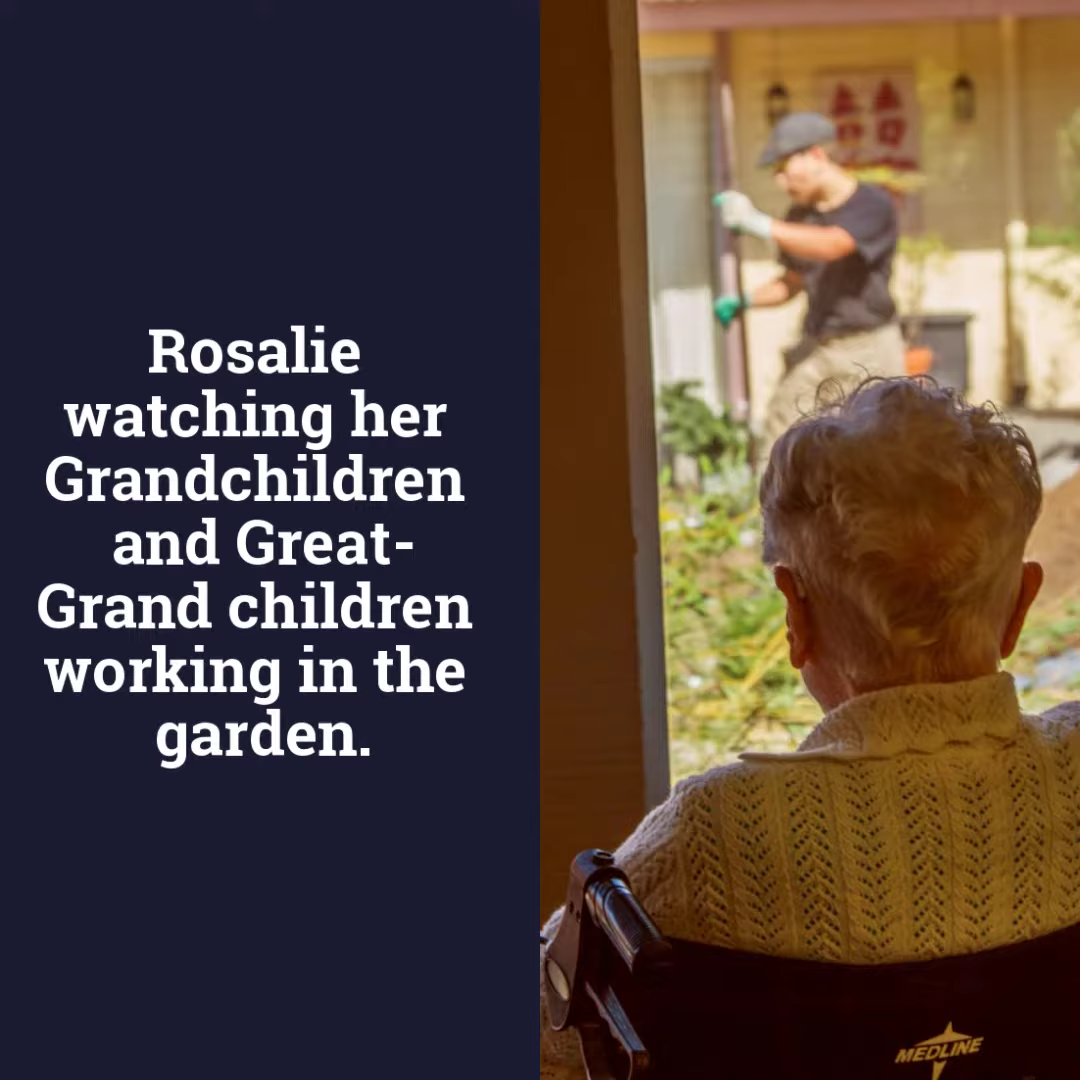 Rosalie
watching her
Grandchildren
and Great-
Grand children
working in the
garden.
MEDLINE